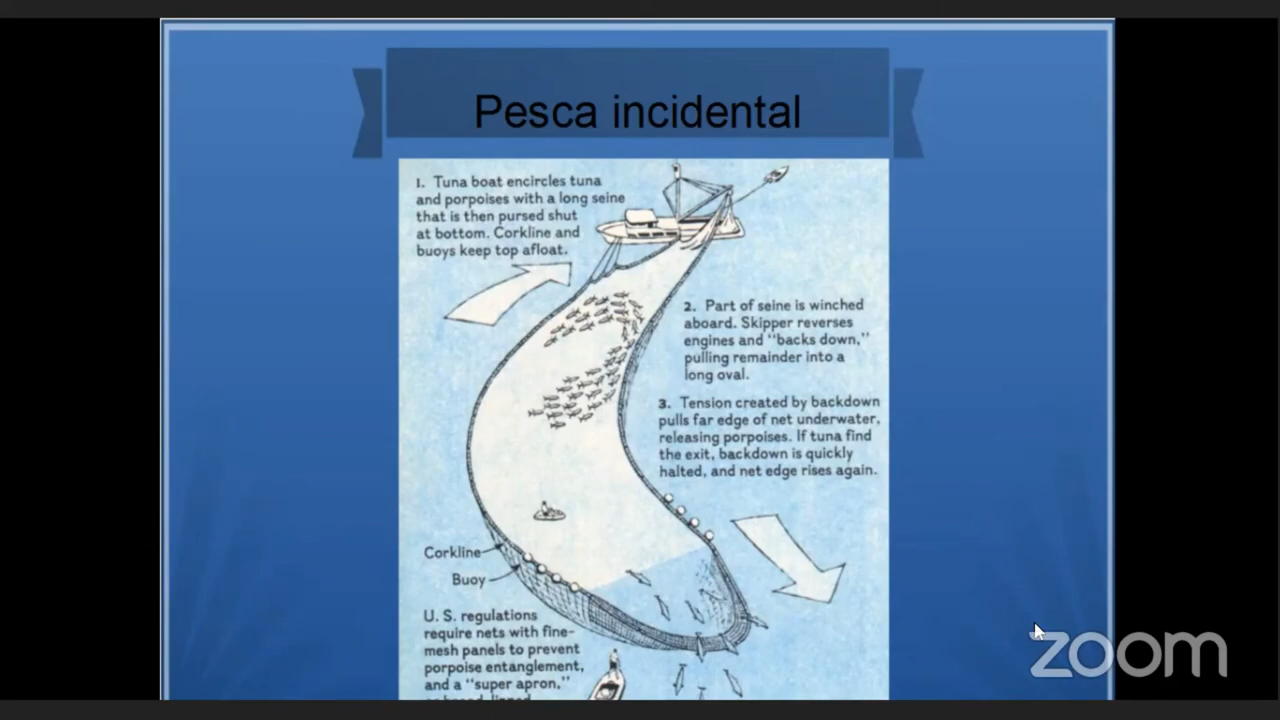 Pesca incidental
1. Tuna boat encircles tuna
and porpoises with a long seine
that is then pursed shut
at bottom. Corkline and
buoys keep top afloat.
2. Part of seine is winched
aboard. Skipper reverses
engines and "backs down,"
pulling remainder into a
long oval.
3. Tension created by backdown
pulls far edge of net underwater,
releasing porpoises. If tuna find
the exit, backdown is quickly
halted, and net edge rises again.
Corkline
Buoy
U. S. regulations
require nets with fine-
mesh panels to prevent
porpoise entanglement,
and a "super apron,"
zoom